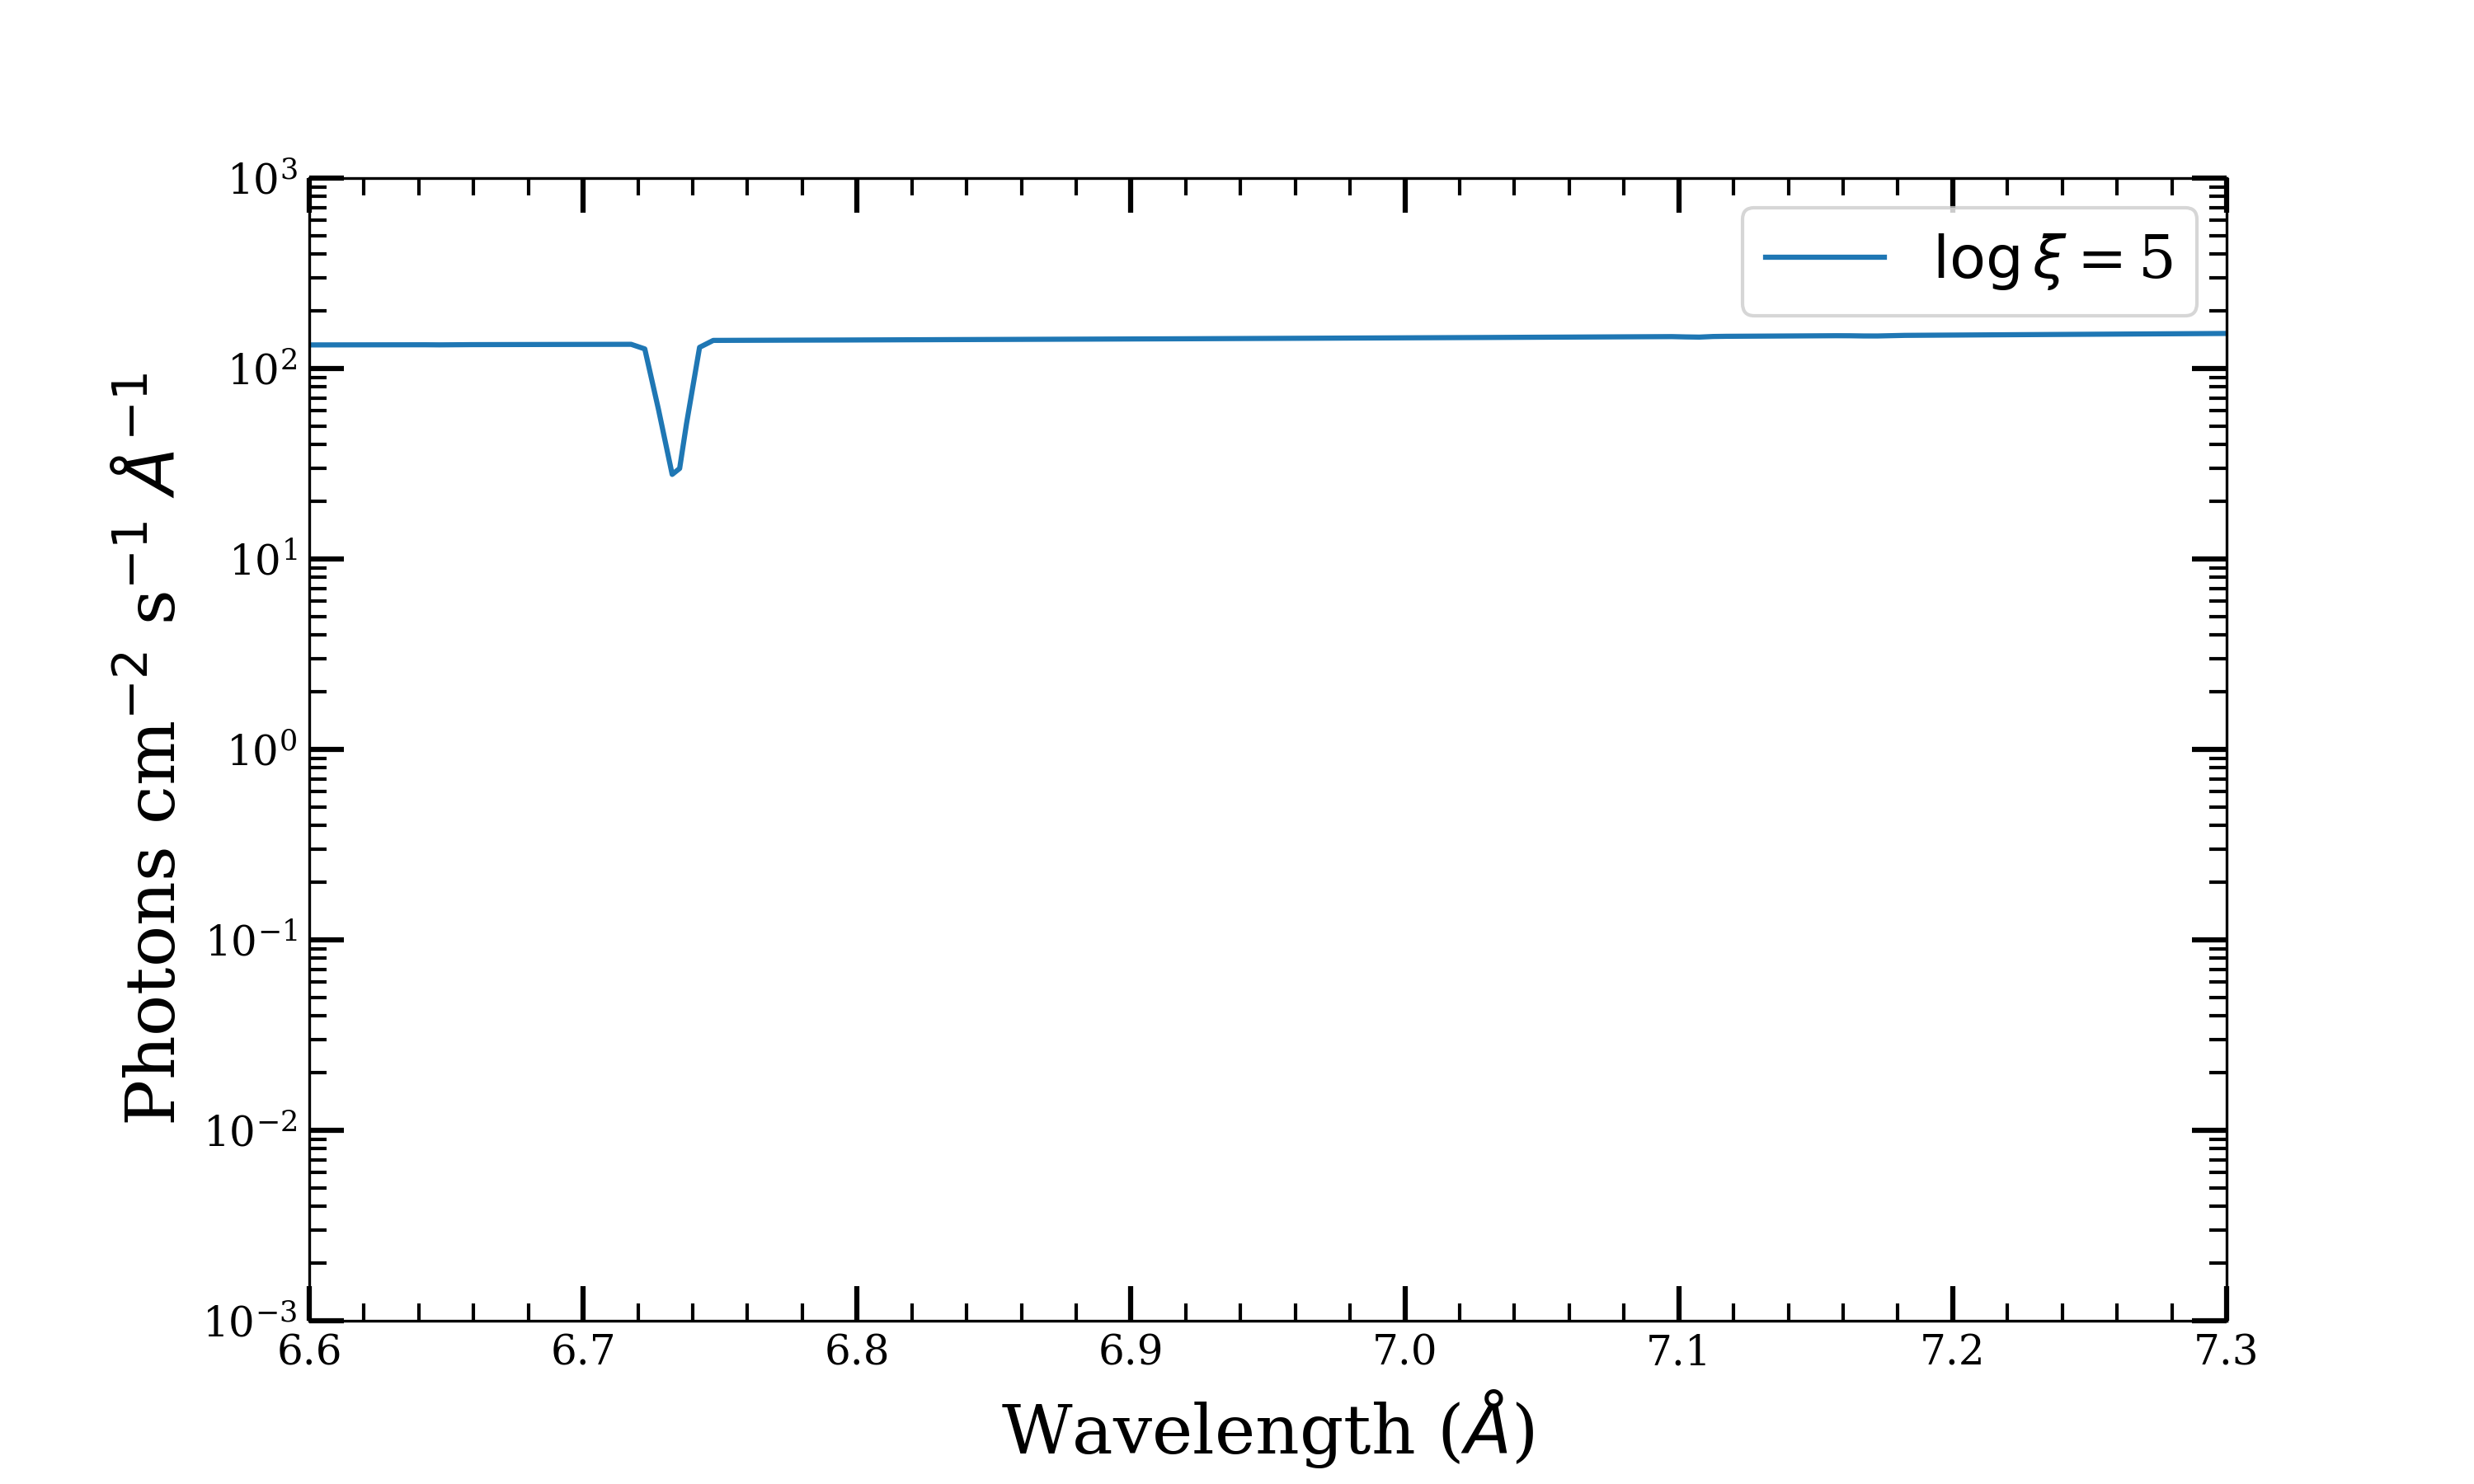 10³
10²
10¹
10⁰
10⁻¹
10⁻²
10⁻³
Photons cm⁻² s⁻¹ Å⁻¹
log ξ = 5
6.6 6.7 6.8 6.9 7.0 7.1 7.2 7.3
Wavelength (Å)